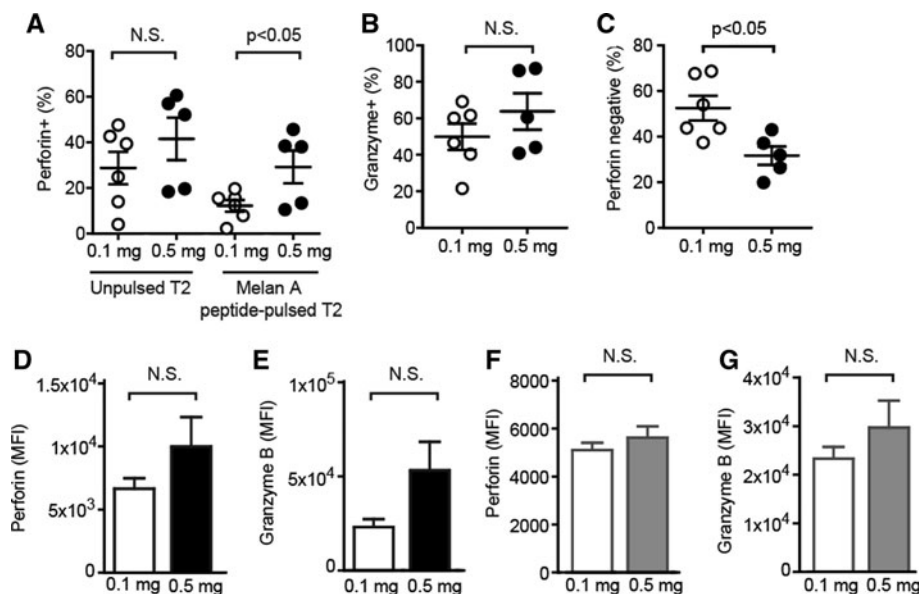 A
N.S.
p<0.05
Perforin+ (%)
80
60
40
20
0
0.1 mg 0.5 mg 0.1 mg 0.5 mg
Unpulsed T2
Melan A
peptide-pulsed T2
B
N.S.
Granzyme+ (%)
100
80
60
40
20
0
0.1 mg 0.5 mg
C
p<0.05
Perforin negative (%)
80
60
40
20
0
0.1 mg 0.5 mg
D
N.S.
Perforin (MFI)
1.5x10⁴
1x10⁴
5x10³
0
0.1 mg 0.5 mg
E
N.S.
Granzyme B (MFI)
1x10⁵
5x10⁴
0
0.1 mg 0.5 mg
F
N.S.
Perforin (MFI)
8000
6000
4000
2000
0
0.1 mg 0.5 mg
G
N.S.
Granzyme B (MFI)
4x10⁴
3x10⁴
2x10⁴
1x10⁴
0
0.1 mg 0.5 mg